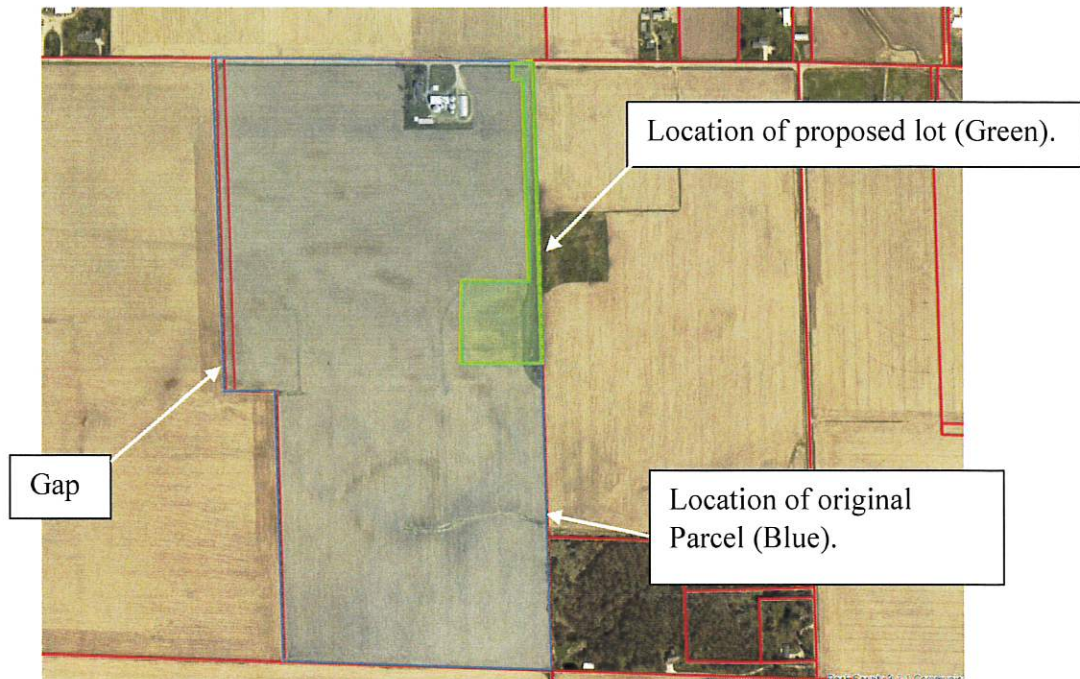 Location of proposed lot (Green).
Gap
Location of original
Parcel (Blue).